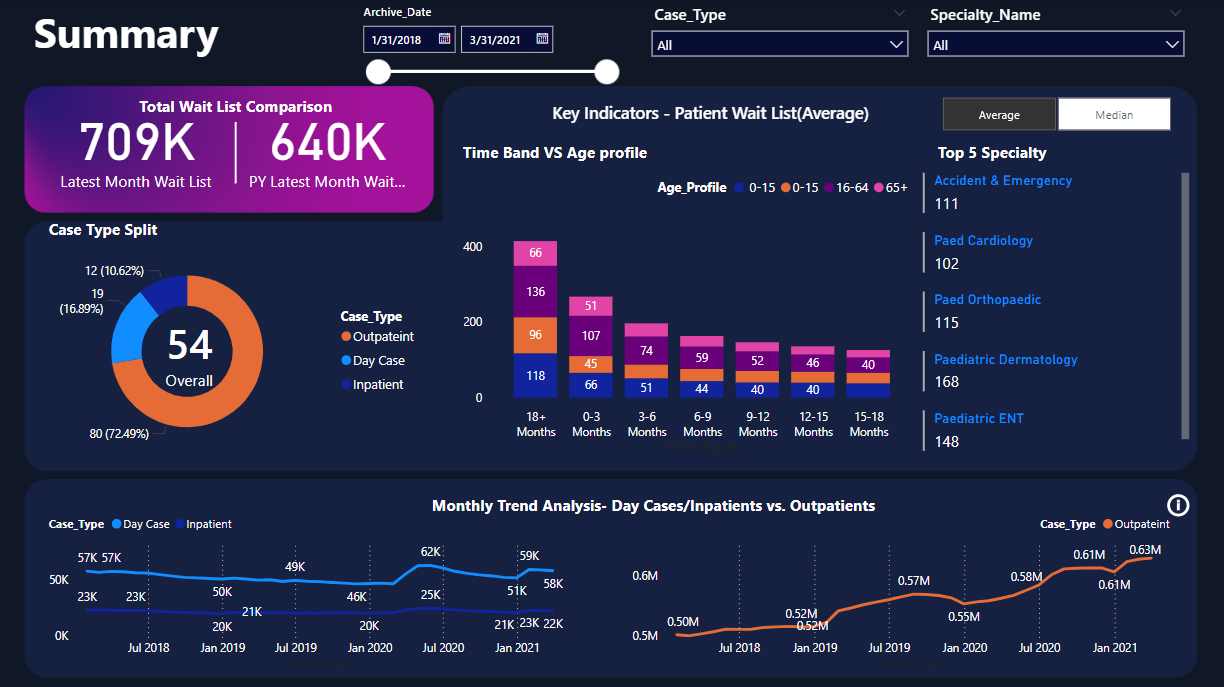 Summary
Archive_Date
1/31/2018
3/31/2021
Case_Type
All
Specialty_Name
All
Total Wait List Comparison
709K
640K
Latest Month Wait List
PY Latest Month Wait...
Key Indicators - Patient Wait List(Average)
Average
Median
Time Band VS Age profile
Age_Profile 0-15 0-15 16-64 65+
400
200
0
66
136
96
118
51
107
45
66
74
51
59
44
52
40
46
40
40
18+ Months
0-3 Months
3-6 Months
6-9 Months
9-12 Months
12-15 Months
15-18 Months
Top 5 Specialty
Accident & Emergency
111
Paed Cardiology
102
Paed Orthopaedic
115
Paediatric Dermatology
168
Paediatric ENT
148
Case Type Split
12 (10.62%)
19
(16.89%)
54
Overall
80 (72.49%)
Case_Type
Outpateint
Day Case
Inpatient
Monthly Trend Analysis- Day Cases/Inpatients vs. Outpatients
Case_Type Day Case Inpatient
57K 57K
50K
49K
46K
62K
51K
59K
58K
50K
0K
23K
23K
20K
21K
20K
25K
21K
23K
22K
Jul 2018 Jan 2019 Jul 2019 Jan 2020 Jul 2020 Jan 2021
Case_Type Outpateint
0.6M
0.5M
0.50M
0.52M
0.52M
0.57M
0.55M
0.58M
0.61M
0.61M
0.63M
Jul 2018 Jan 2019 Jul 2019 Jan 2020 Jul 2020 Jan 2021